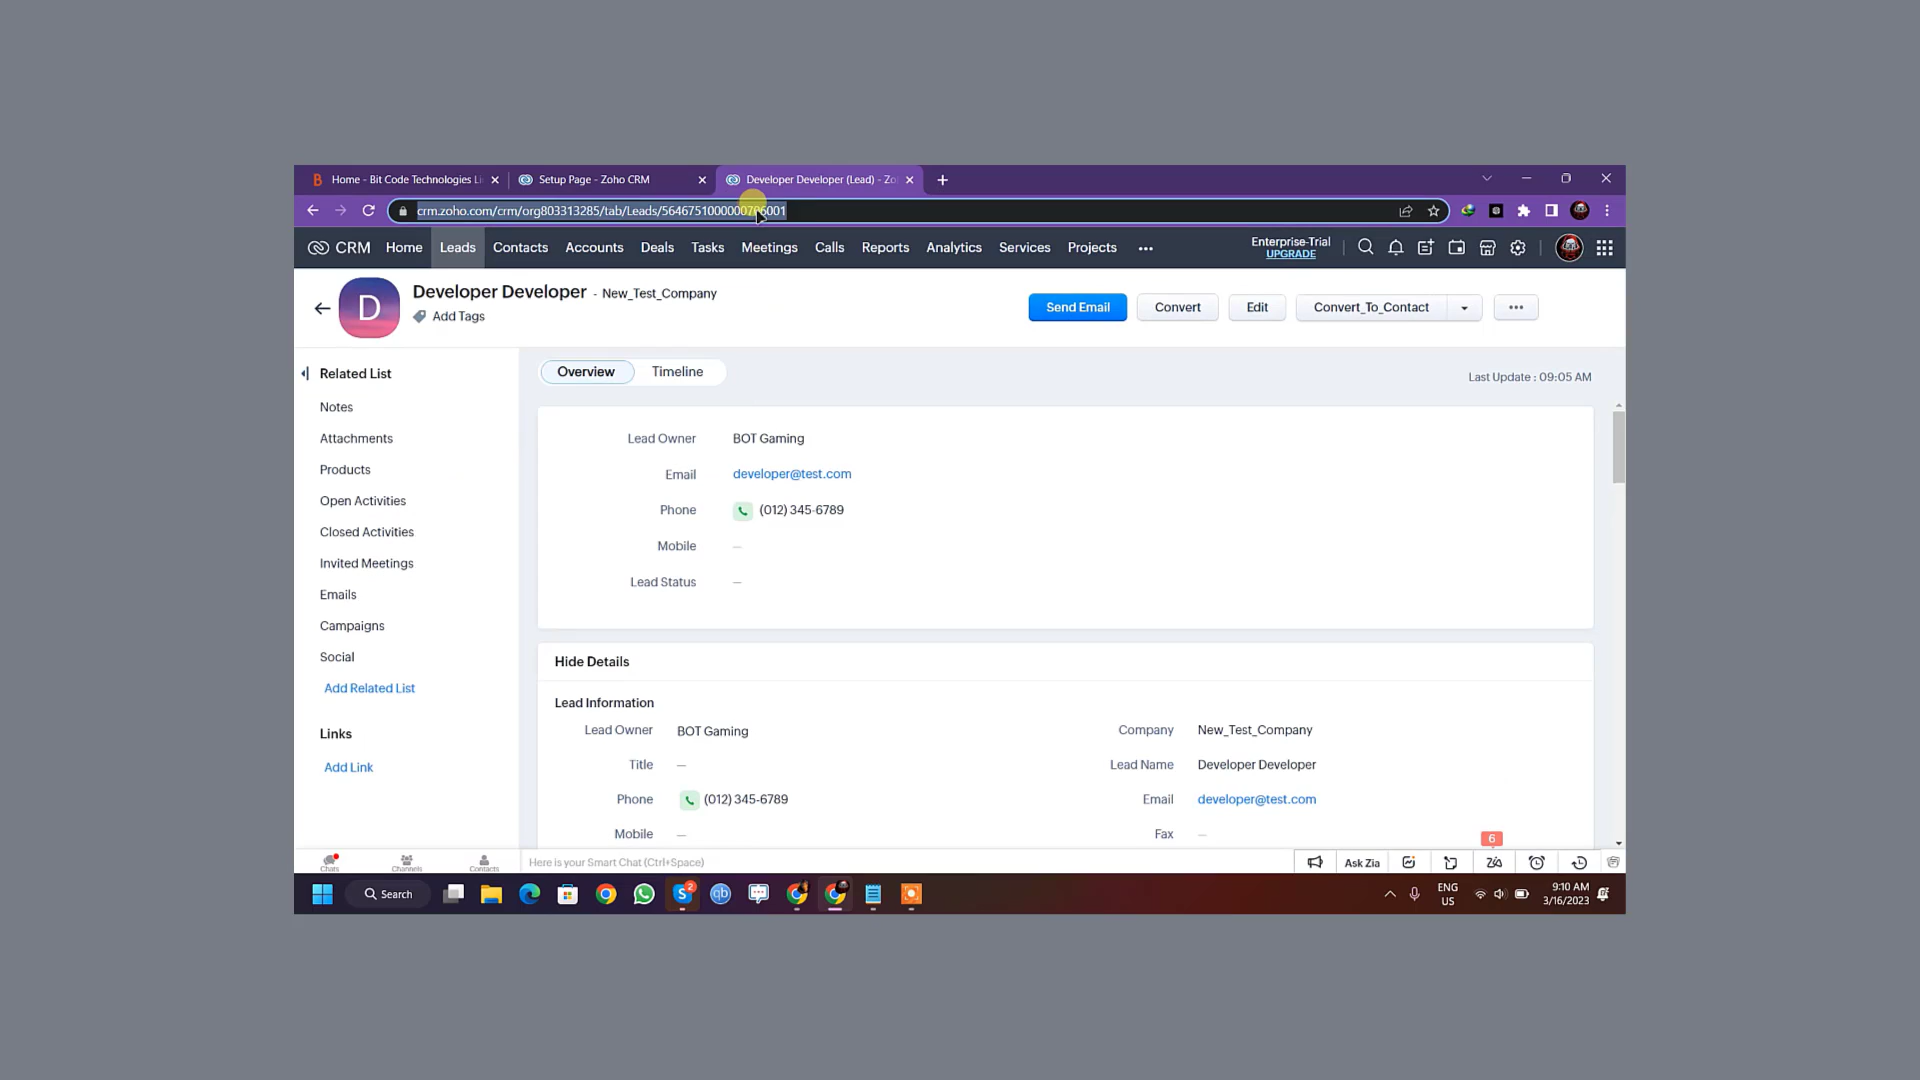 Home - Bit Code Technologies Li
Setup Page - Zoho CRM
Developer Developer (Lead) - Zo
crm.zoho.com/crm/org803313285/tab/Leads/5646751000000706001
CRM
Home
Leads
Contacts
Accounts
Deals
Tasks
Meetings
Calls
Reports
Analytics
Services
Projects
Enterprise-Trial
UPGRADE
D
Developer Developer - New_Test_Company
Add Tags
Send Email
Convert
Edit
Convert_To_Contact
Related List
Notes
Attachments
Products
Open Activities
Closed Activities
Invited Meetings
Emails
Campaigns
Social
Add Related List
Links
Add Link
Overview
Timeline
Last Update : 09:05 AM
Lead Owner BOT Gaming
Email developer@test.com
Phone (012) 345-6789
Mobile —
Lead Status —
Hide Details
Lead Information
Lead Owner BOT Gaming
Company New_Test_Company
Title —
Lead Name Developer Developer
Phone (012) 345-6789
Email developer@test.com
Mobile —
Fax —
6
Chats
Channels
Contacts
Here is your Smart Chat (Ctrl+Space)
Ask Zia
Search
2
ENG
US
9:10 AM
3/16/2023